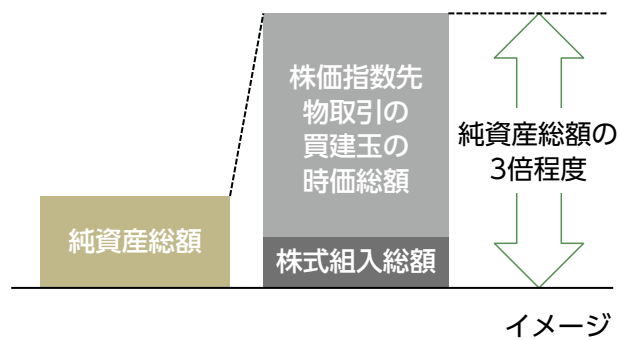 株価指数先
物取引の
買建玉の
時価総額
純資産総額の
3倍程度
純資産総額
株式組入総額
イメージ